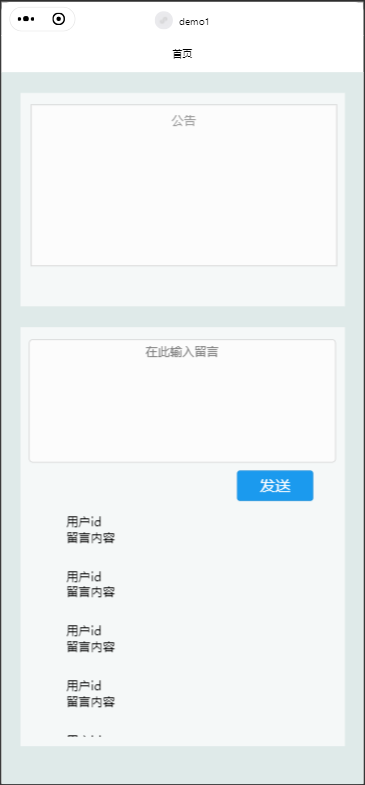 demo1
首页
公告
在此输入留言
发送
用户id
留言内容
用户id
留言内容
用户id
留言内容
用户id
留言内容